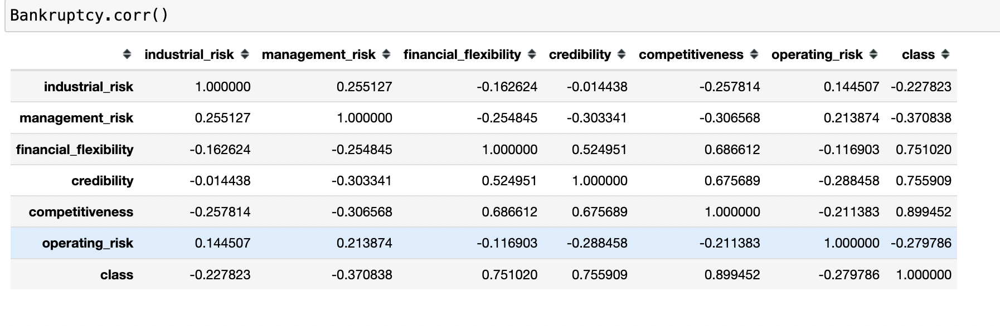 Bankruptcy.corr()
industrial_risk management_risk financial_flexibility credibility competitiveness operating_risk class
industrial_risk 1.000000 0.255127 -0.162624 -0.014438 -0.257814 0.144507 -0.227823
management_risk 0.255127 1.000000 -0.254845 -0.303341 -0.306568 0.213874 -0.370838
financial_flexibility -0.162624 -0.254845 1.000000 0.524951 0.686612 -0.116903 0.751020
credibility -0.014438 -0.303341 0.524951 1.000000 0.675689 -0.288458 0.755909
competitiveness -0.257814 -0.306568 0.686612 0.675689 1.000000 -0.211383 0.899452
operating_risk 0.144507 0.213874 -0.116903 -0.288458 -0.211383 1.000000 -0.279786
class -0.227823 -0.370838 0.751020 0.755909 0.899452 -0.279786 1.000000